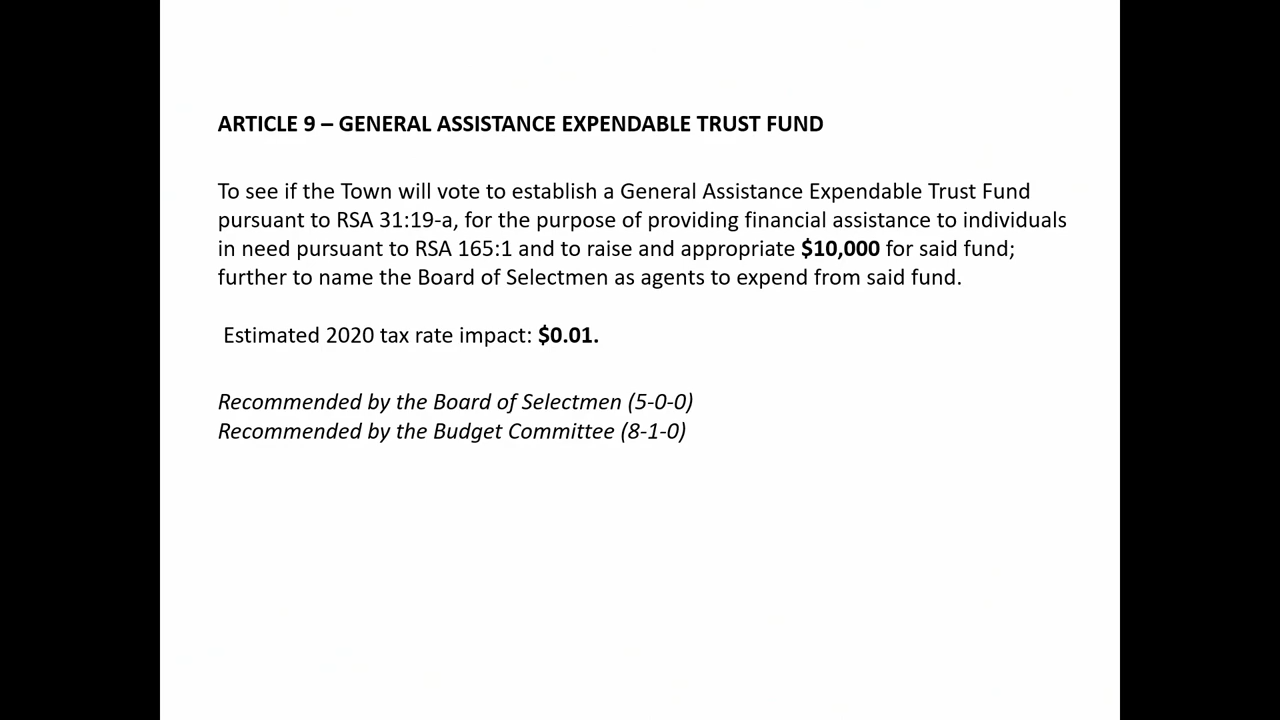 ARTICLE 9 – GENERAL ASSISTANCE EXPENDABLE TRUST FUND
To see if the Town will vote to establish a General Assistance Expendable Trust Fund
pursuant to RSA 31:19-a, for the purpose of providing financial assistance to individuals
in need pursuant to RSA 165:1 and to raise and appropriate $10,000 for said fund;
further to name the Board of Selectmen as agents to expend from said fund.
Estimated 2020 tax rate impact: $0.01.
Recommended by the Board of Selectmen (5-0-0)
Recommended by the Budget Committee (8-1-0)